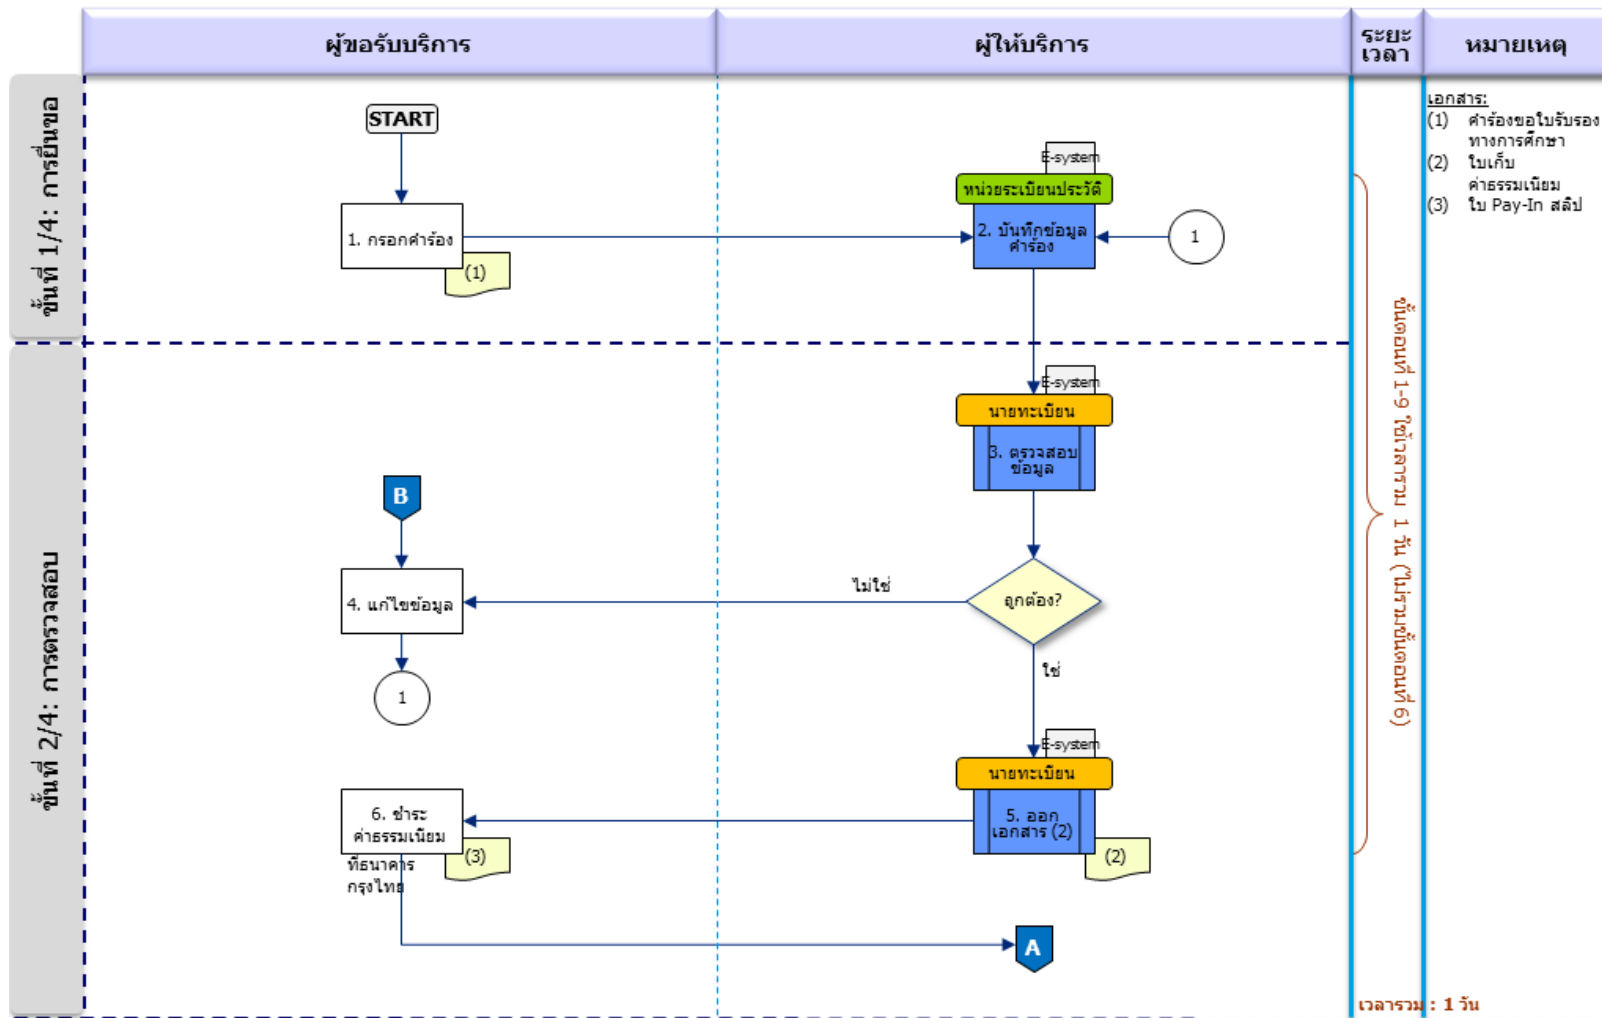 ผู้ขอรับบริการ
ผู้ให้บริการ
ระยะ
เวลา
หมายเหตุ
ขั้นที่ 1/4: การยื่นขอ
START
1. กรอกคำร้อง
(1)
E-system
หน่วยระเบียนประวัติ
2. บันทึกข้อมูล
คำร้อง
1
เอกสาร:
(1) คำร้องขอใบรับรอง
ทางการศึกษา
(2) ใบเก็บ
ค่าธรรมเนียม
(3) ใบ Pay-In สลิป
ขั้นที่ 2/4: การตรวจสอบ
E-system
นายทะเบียน
3. ตรวจสอบ
ข้อมูล
B
4. แก้ไขข้อมูล
ไม่ใช่
ถูกต้อง?
1
ใช่
E-system
นายทะเบียน
5. ออก
เอกสาร (2)
(2)
6. ชำระ
ค่าธรรมเนียม
(3)
ที่ธนาคาร
กรุงไทย
A
ขั้นตอนที่ 1-9 ใช้เวลารวม 1 วัน (ไม่รวมขั้นตอนที่ 6)
เวลารวม : 1 วัน